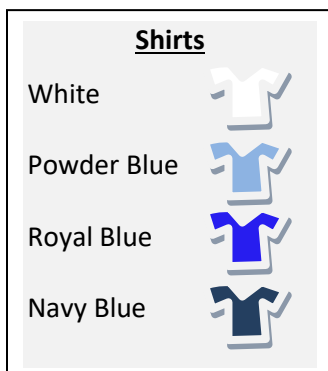 Shirts
White
Powder Blue
Royal Blue
Navy Blue